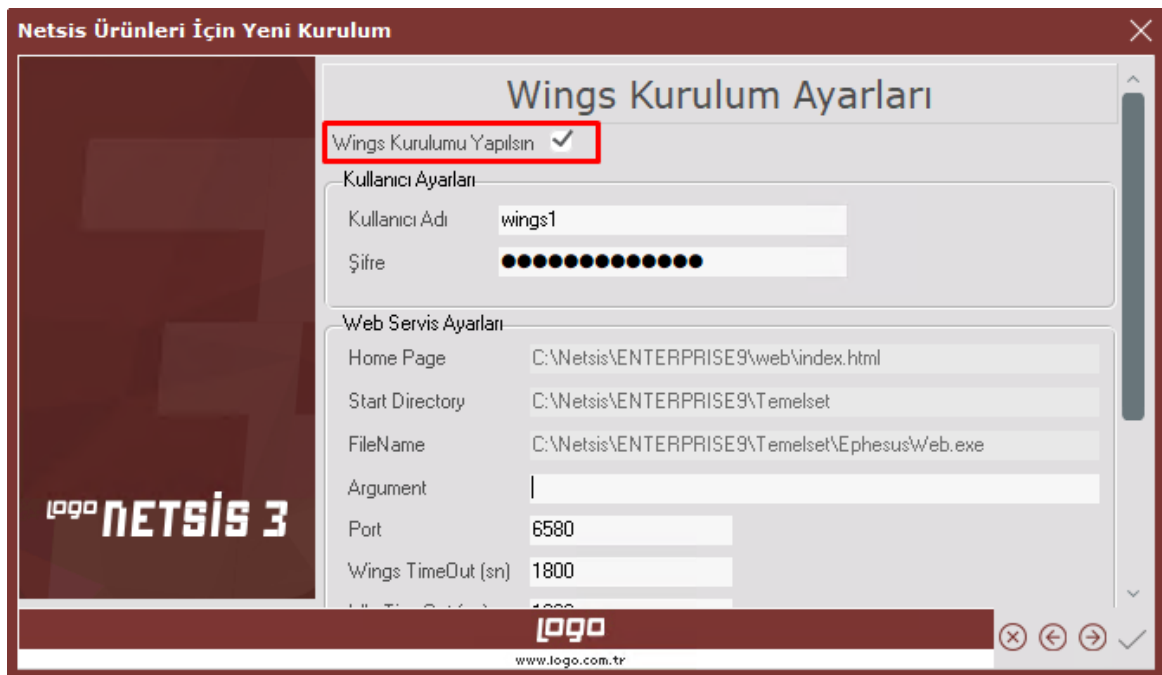 Netsis Ürünleri İçin Yeni Kurulum
Wings Kurulum Ayarları
Wings Kurulumu Yapılsın
Kullanıcı Ayarları
Kullanıcı Adı wings1
Şifre ●●●●●●●●●●●●●
Web Servis Ayarları
Home Page C:\Netsis\ENTERPRISE9\web\index.html
Start Directory C:\Netsis\ENTERPRISE9\Temelset
FileName C:\Netsis\ENTERPRISE9\Temelset\EphesusWeb.exe
Argument
Port 6580
Wings TimeOut (sn) 1800
LOGO NETSİS 3
LOGO
www.logo.com.tr